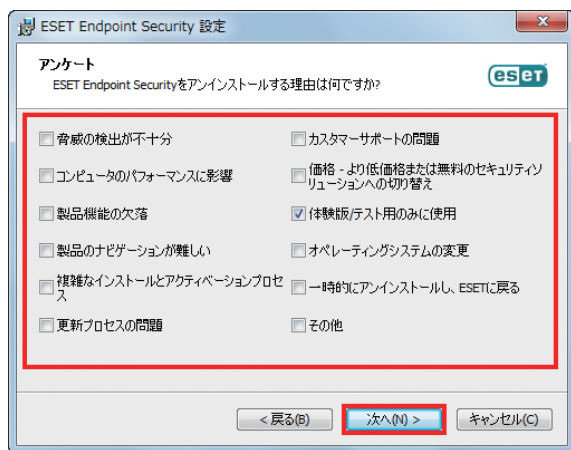 ESET Endpoint Security 設定
アンケート
ESET Endpoint Securityをアンインストールする理由は何ですか?
eseT
脅威の検出が不十分
カスタマーサポートの問題
コンピュータのパフォーマンスに影響
価格 - より低価格または無料のセキュリティソ
リューションへの切り替え
製品機能の欠落
体験版/テスト用のみに使用
製品のナビゲーションが難しい
オペレーティングシステムの変更
複雑なインストールとアクティベーションプロセ
ス
一時的にアンインストールし、ESETに戻る
更新プロセスの問題
その他
< 戻る(B)
次へ(N) >
キャンセル(C)